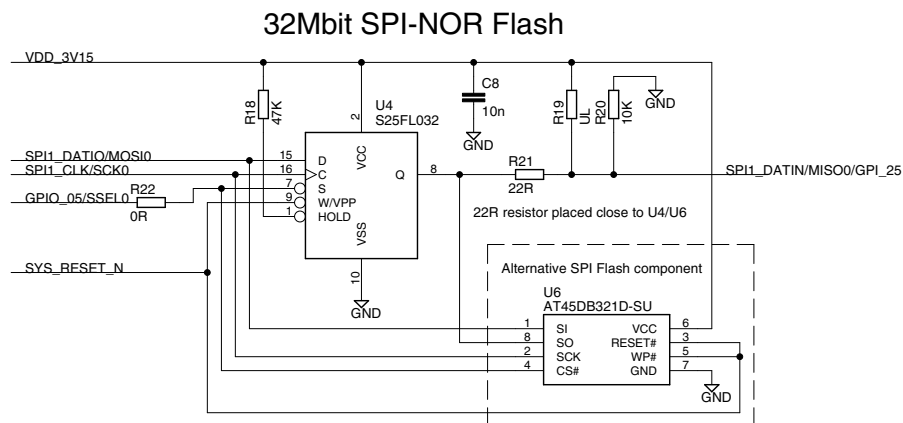 32Mbit SPI-NOR Flash
VDD_3V15
R18
47K
2
U4
S25FL032
C8
10n
GND
R19
UL
R20
10K
GND
SPI1_DATIO/MOSI0
SPI1_CLK/SCK0
GPIO_05/SSEL0
R22
0R
SYS_RESET_N
15
16
7
9
1
D
C
S
W/VPP
HOLD
VCC
VSS
Q
8
10
GND
R21
22R
SPI1_DATIN/MISO0/GPI_25
22R resistor placed close to U4/U6
Alternative SPI Flash component
U6
AT45DB321D-SU
1 SI VCC 6
8 SO RESET# 3
2 SCK WP# 5
4 CS# GND 7
GND